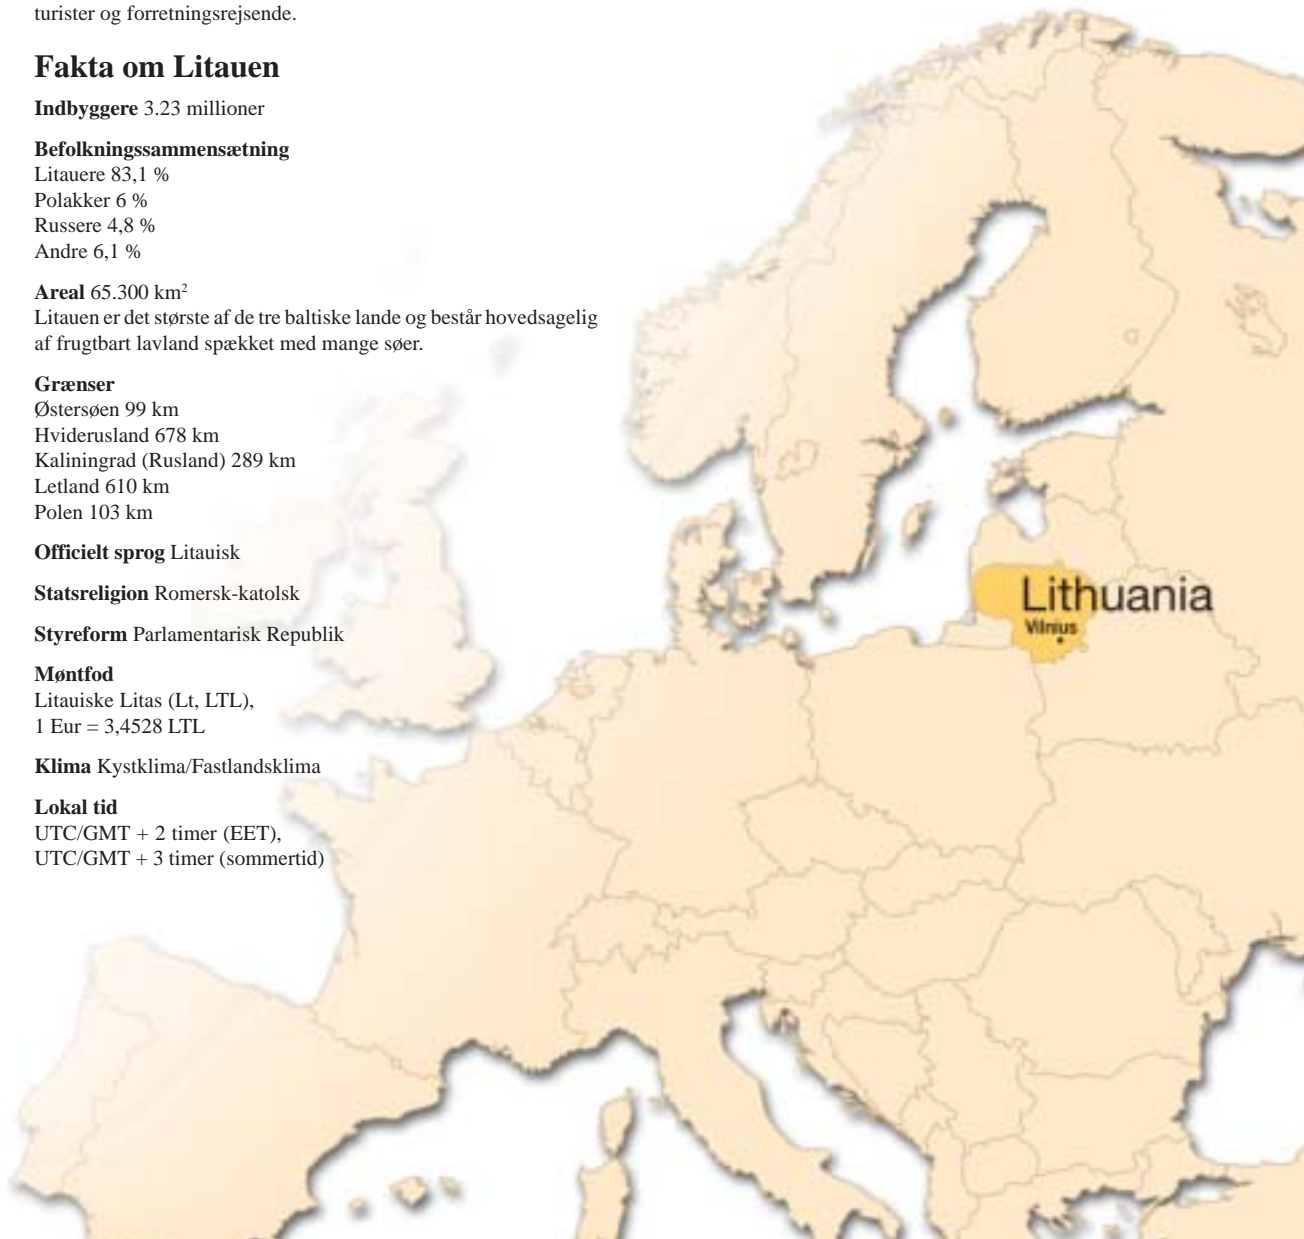 turister og forretningsrejsende.
Fakta om Litauen
Indbyggere 3.23 millioner
Befolkningssammensætning
Litauere 83,1 %
Polakker 6 %
Russere 4,8 %
Andre 6,1 %
Areal 65.300 km²
Litauen er det største af de tre baltiske lande og består hovedsagelig
af frugtbart lavland spækket med mange søer.
Grænser
Østersøen 99 km
Hviderusland 678 km
Kaliningrad (Rusland) 289 km
Letland 610 km
Polen 103 km
Officielt sprog Litauisk
Statsreligion Romersk-katolsk
Styreform Parlamentarisk Republik
Møntfod
Litauiske Litas (Lt, LTL),
1 Eur = 3,4528 LTL
Klima Kystklima/Fastlandsklima
Lokal tid
UTC/GMT + 2 timer (EET),
UTC/GMT + 3 timer (sommertid)
Lithuania
Vilnius